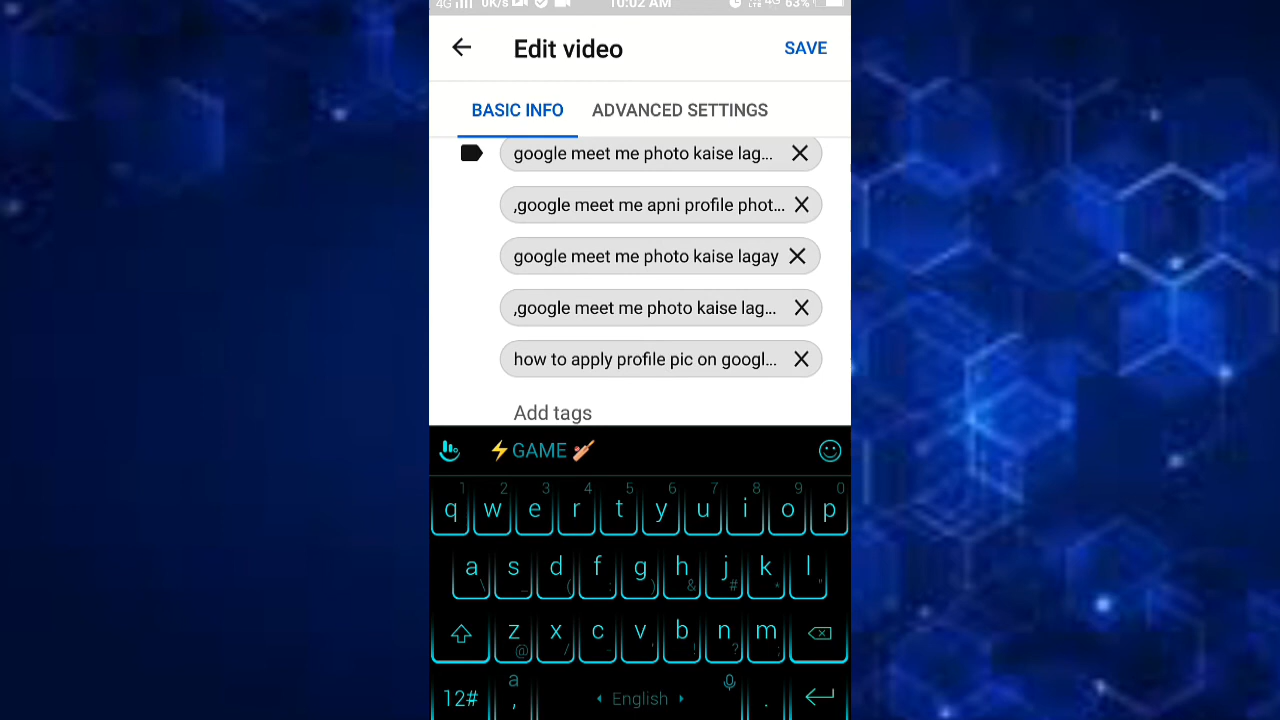 4G 0K/s 10:02 AM 4G 63%
Edit video SAVE
BASIC INFO ADVANCED SETTINGS
google meet me photo kaise lag...
,google meet me apni profile phot...
google meet me photo kaise lagay
,google meet me photo kaise lag...
how to apply profile pic on googl...
Add tags
⚡GAME🏏
1 2 3 4 5 6 7 8 9 0
q w e r t y u i o p
a s d f g h j k l
\ _ ( : ) & # * "
z x c v b n m
@ / - ' ! ? ;
12# a , English .